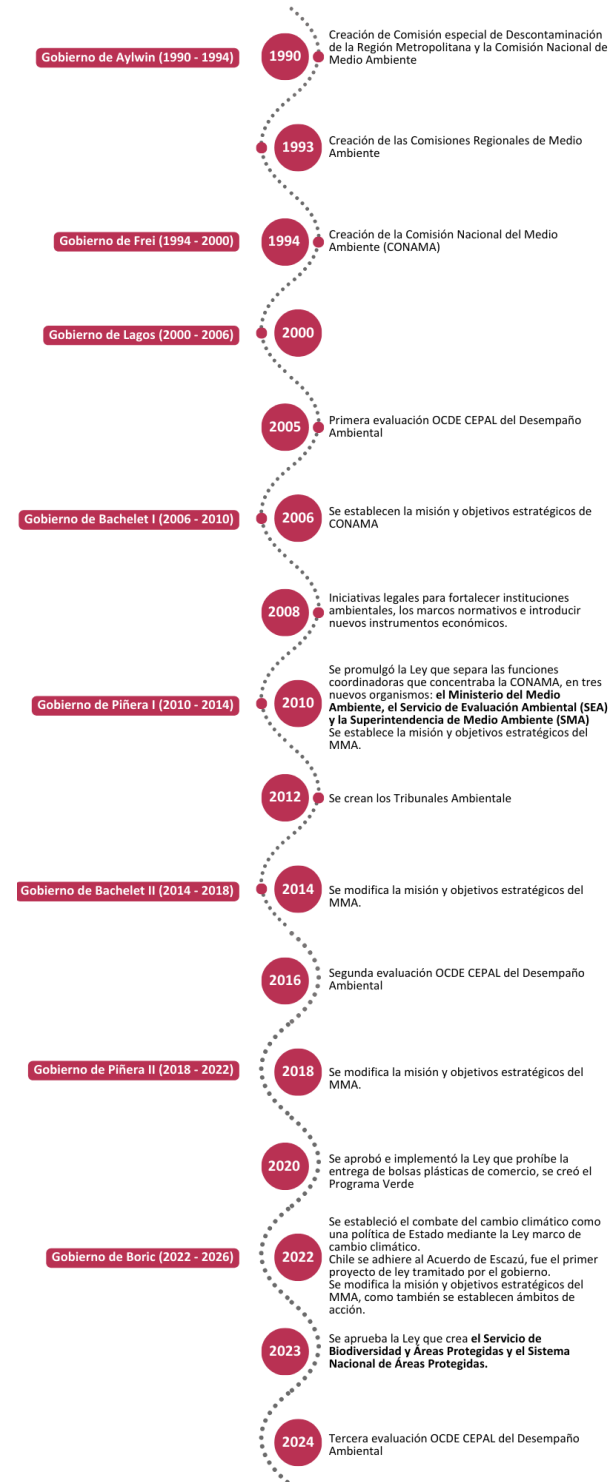 Gobierno de Aylwin (1990 - 1994)
1990
Creación de Comisión especial de Descontaminación
de la Región Metropolitana y la Comisión Nacional de
Medio Ambiente
1993
Creación de las Comisiones Regionales de Medio
Ambiente
Gobierno de Frei (1994 - 2000)
1994
Creación de la Comisión Nacional del Medio
Ambiente (CONAMA)
Gobierno de Lagos (2000 - 2006)
2000
2005
Primera evaluación OCDE CEPAL del Desempaño
Ambiental
Gobierno de Bachelet I (2006 - 2010)
2006
Se establecen la misión y objetivos estratégicos de
CONAMA
2008
Iniciativas legales para fortalecer instituciones
ambientales, los marcos normativos e introducir
nuevos instrumentos económicos.
Gobierno de Piñera I (2010 - 2014)
2010
Se promulgó la Ley que separa las funciones
coordinadoras que concentraba la CONAMA, en tres
nuevos organismos: el Ministerio del Medio
Ambiente, el Servicio de Evaluación Ambiental (SEA)
y la Superintendencia de Medio Ambiente (SMA)
Se establece la misión y objetivos estratégicos del
MMA.
2012
Se crean los Tribunales Ambientale
Gobierno de Bachelet II (2014 - 2018)
2014
Se modifica la misión y objetivos estratégicos del
MMA.
2016
Segunda evaluación OCDE CEPAL del Desempaño
Ambiental
Gobierno de Piñera II (2018 - 2022)
2018
Se modifica la misión y objetivos estratégicos del
MMA.
2020
Se aprobó e implementó la Ley que prohíbe la
entrega de bolsas plásticas de comercio, se creó el
Programa Verde
Gobierno de Boric (2022 - 2026)
2022
Se estableció el combate del cambio climático como
una política de Estado mediante la Ley marco de
cambio climático.
Chile se adhiere al Acuerdo de Escazú, fue el primer
proyecto de ley tramitado por el gobierno.
Se modifica la misión y objetivos estratégicos del
MMA, como también se establecen ámbitos de
acción.
2023
Se aprueba la Ley que crea el Servicio de
Biodiversidad y Áreas Protegidas y el Sistema
Nacional de Áreas Protegidas.
2024
Tercera evaluación OCDE CEPAL del Desempaño
Ambiental